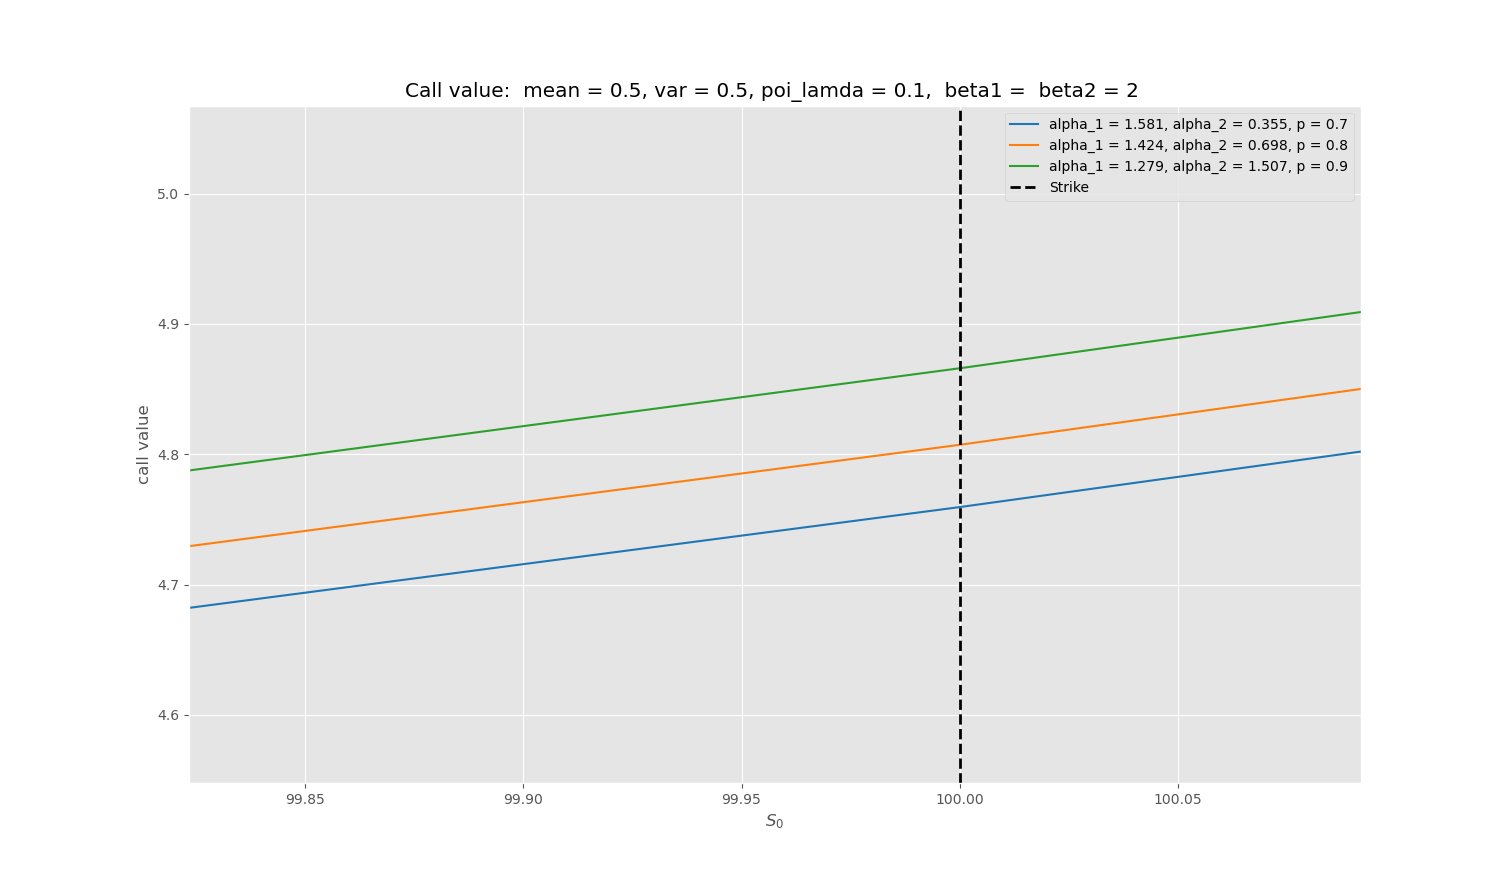 Call value:  mean = 0.5, var = 0.5, poi_lamda = 0.1,  beta1 =  beta2 = 2
alpha_1 = 1.581, alpha_2 = 0.355, p = 0.7
alpha_1 = 1.424, alpha_2 = 0.698, p = 0.8
alpha_1 = 1.279, alpha_2 = 1.507, p = 0.9
Strike
5.0
4.9
4.8
4.7
4.6
call value
99.85
99.90
99.95
100.00
100.05
S_0